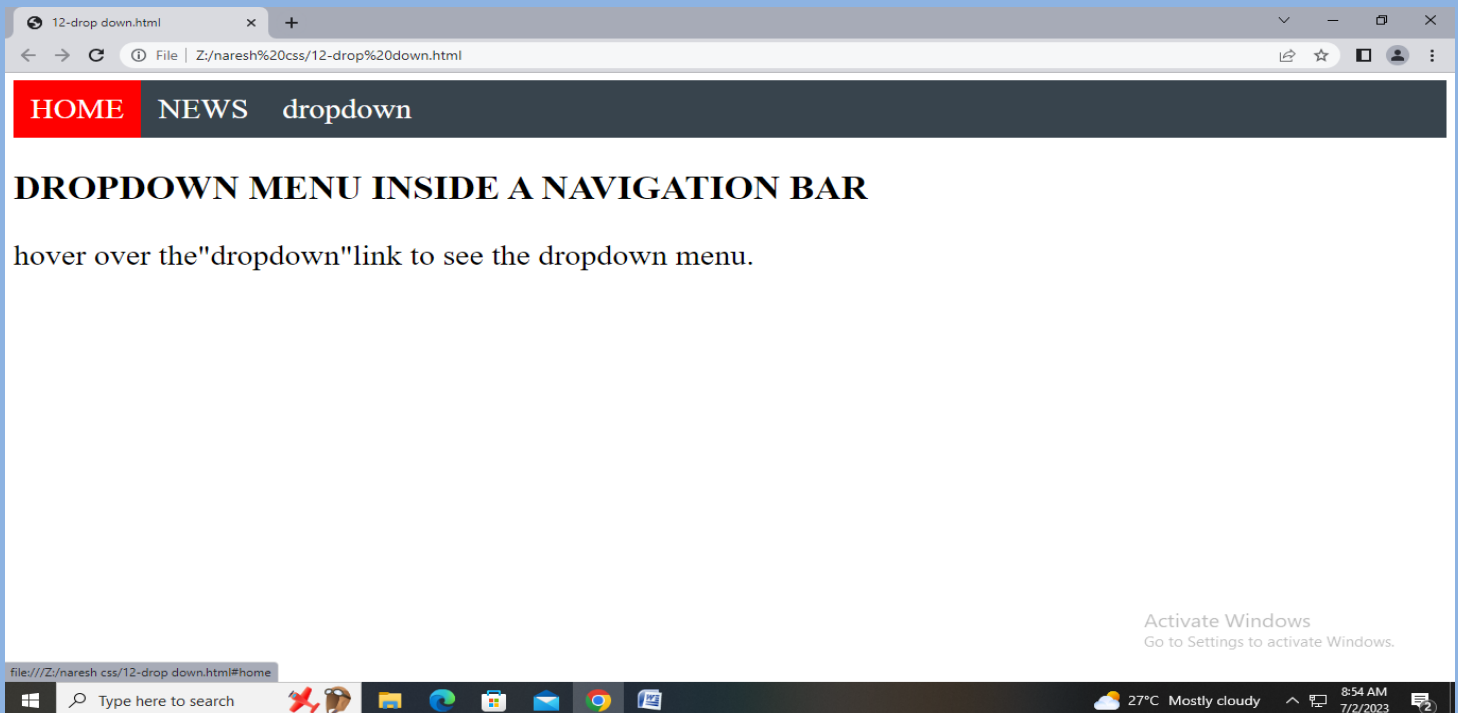 12-drop down.html
File | Z:/naresh%20css/12-drop%20down.html
HOME NEWS dropdown
DROPDOWN MENU INSIDE A NAVIGATION BAR
hover over the"dropdown"link to see the dropdown menu.
Activate Windows
Go to Settings to activate Windows.
file:///Z:/naresh css/12-drop down.html#home
Type here to search
27°C Mostly cloudy
8:54 AM
7/2/2023
2